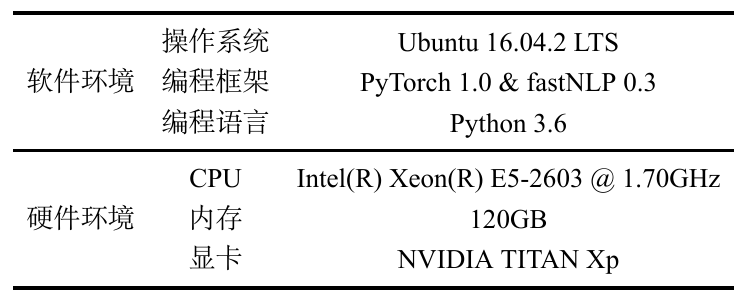 操作系统 Ubuntu 16.04.2 LTS
软件环境 编程框架 PyTorch 1.0 & fastNLP 0.3
编程语言 Python 3.6
CPU Intel(R) Xeon(R) E5-2603 @ 1.70GHz
硬件环境 内存 120GB
显卡 NVIDIA TITAN Xp